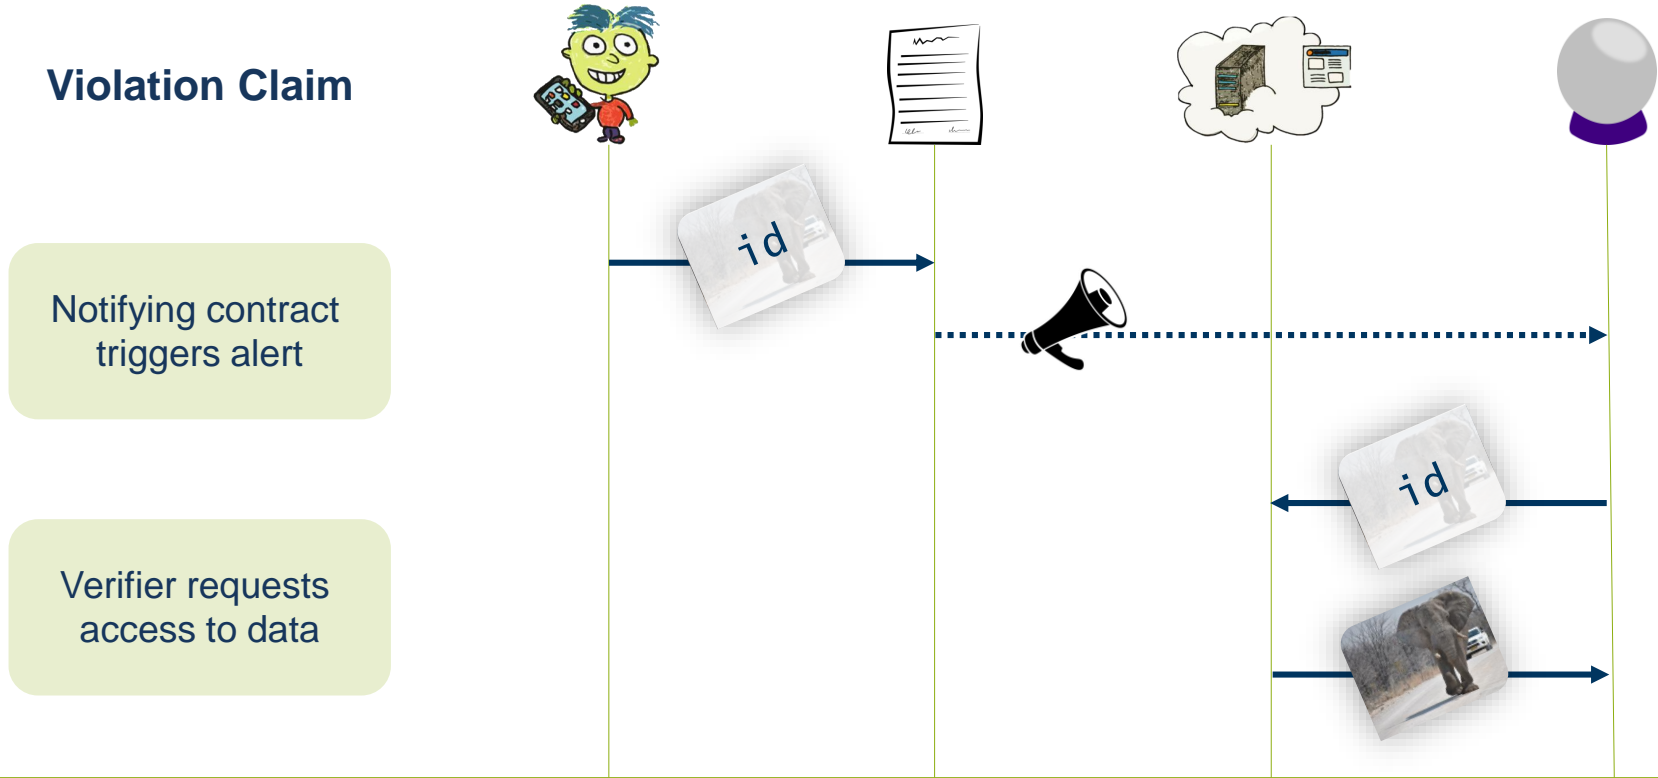 Violation Claim
id
Notifying contract
triggers alert
id
Verifier requests
access to data